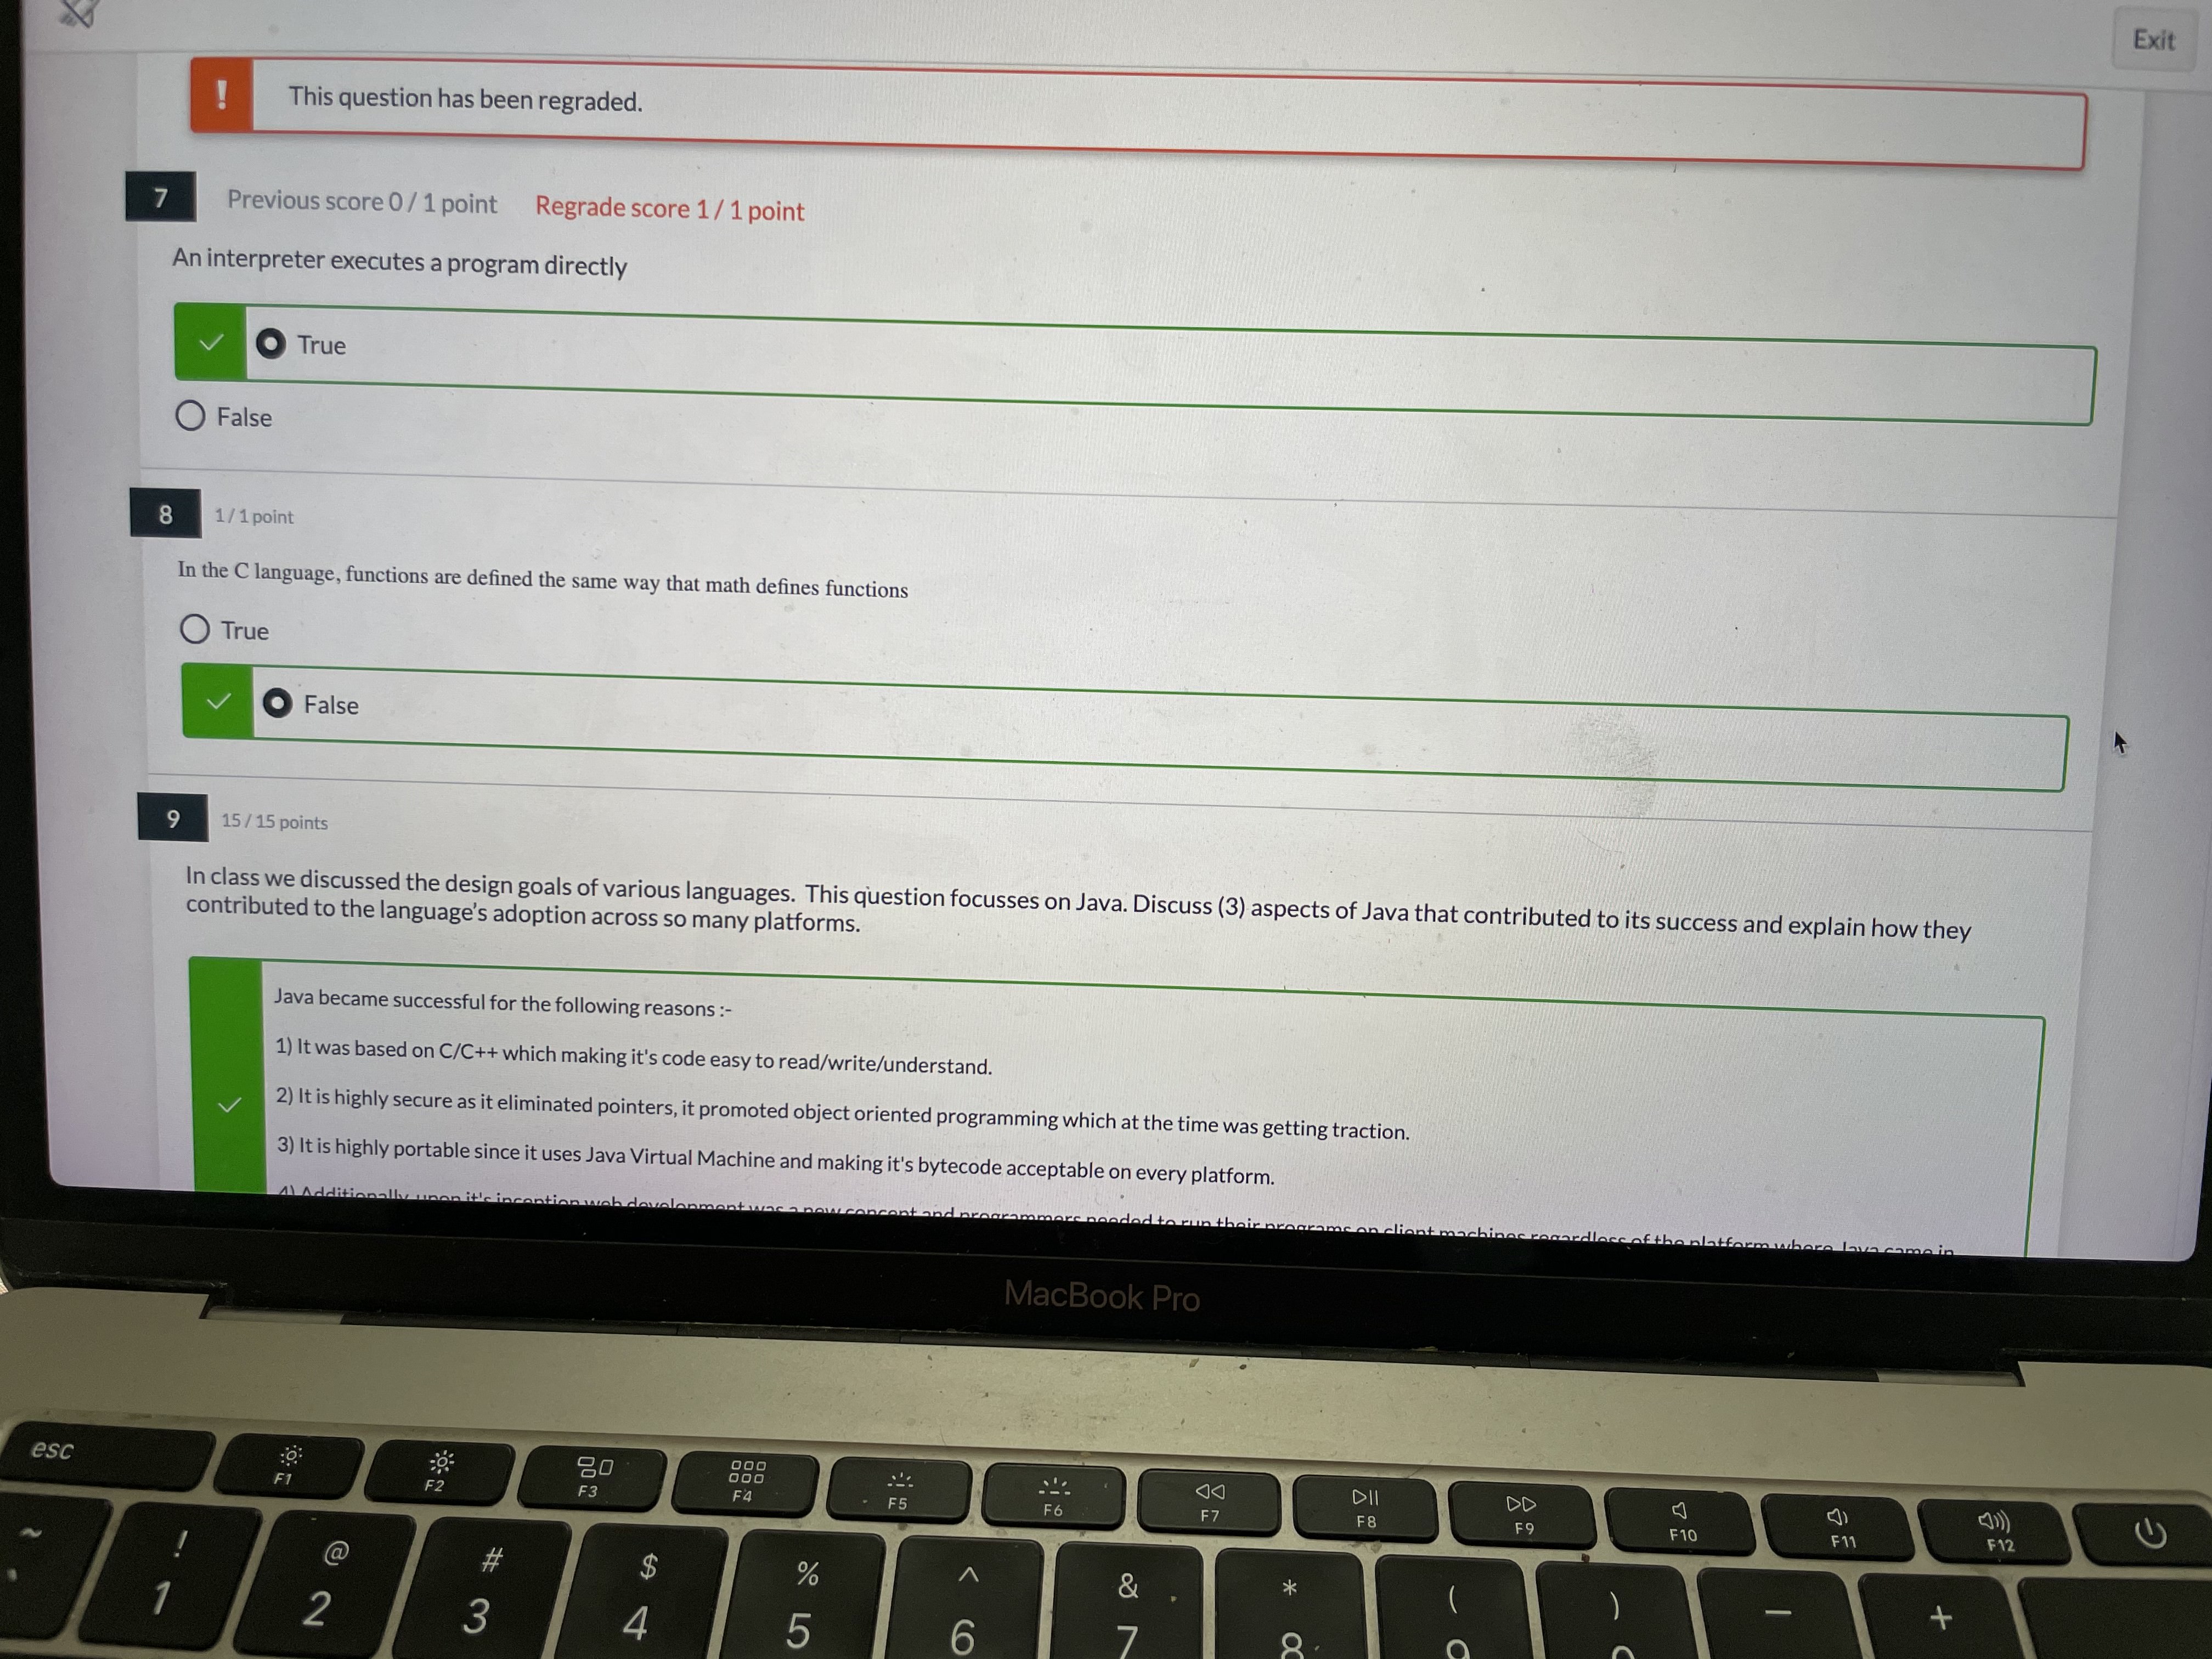 Exit
This question has been regraded.
7 Previous score 0 / 1 point Regrade score 1 / 1 point
An interpreter executes a program directly
True
False
8 1 / 1 point
In the C language, functions are defined the same way that math defines functions
True
False
9 15 / 15 points
In class we discussed the design goals of various languages. This question focusses on Java. Discuss (3) aspects of Java that contributed to its success and explain how they
contributed to the language's adoption across so many platforms.
Java became successful for the following reasons :-
1) It was based on C/C++ which making it's code easy to read/write/understand.
2) It is highly secure as it eliminated pointers, it promoted object oriented programming which at the time was getting traction.
3) It is highly portable since it uses Java Virtual Machine and making it's bytecode acceptable on every platform.
4) Additionally, upon it's inception web development was a new concept and programmers needed to run their programs on client machines regardless of the platform where Java came in
MacBook Pro
esc F1 F2 F3 F4 F5 F6 F7 F8 F9 F10 F11 F12
~ ! @ # $ % ^ & * ( ) — +
1 2 3 4 5 6 7 8 9 0